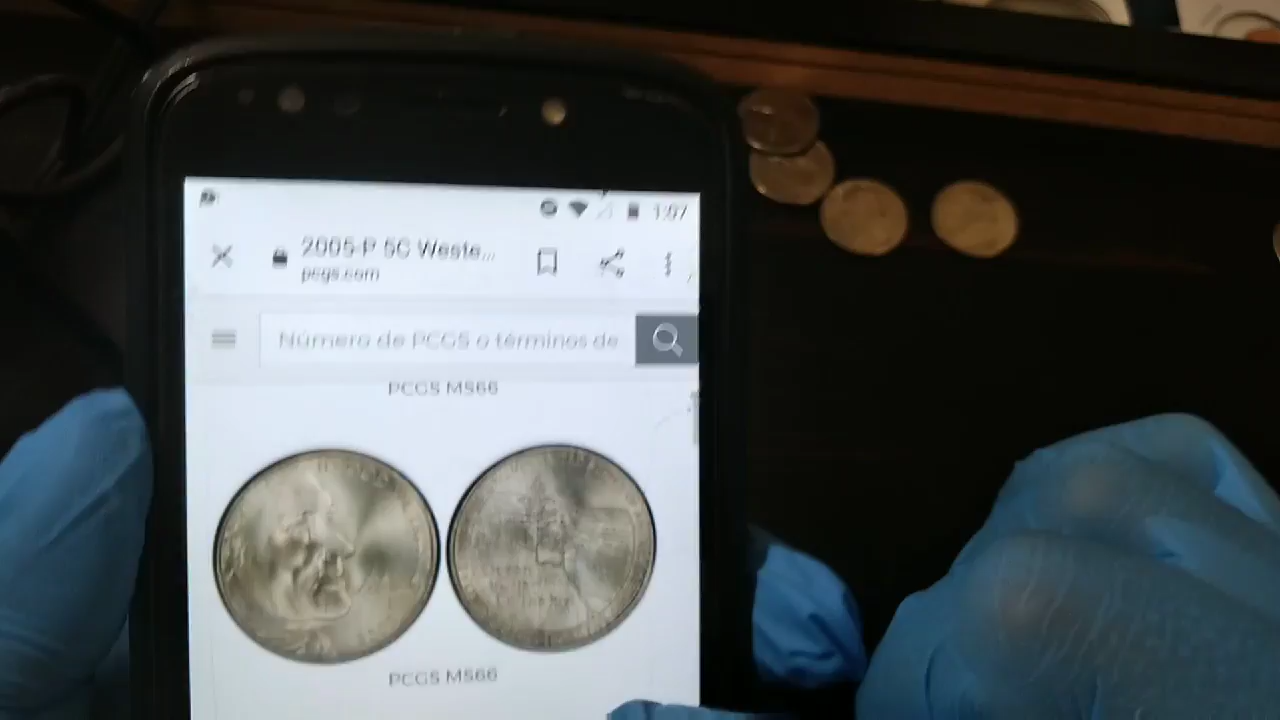 1:07
2005-P 5C Weste...
pcgs.com
Número de PCGS o términos de
PCGS MS66
PCGS MS66